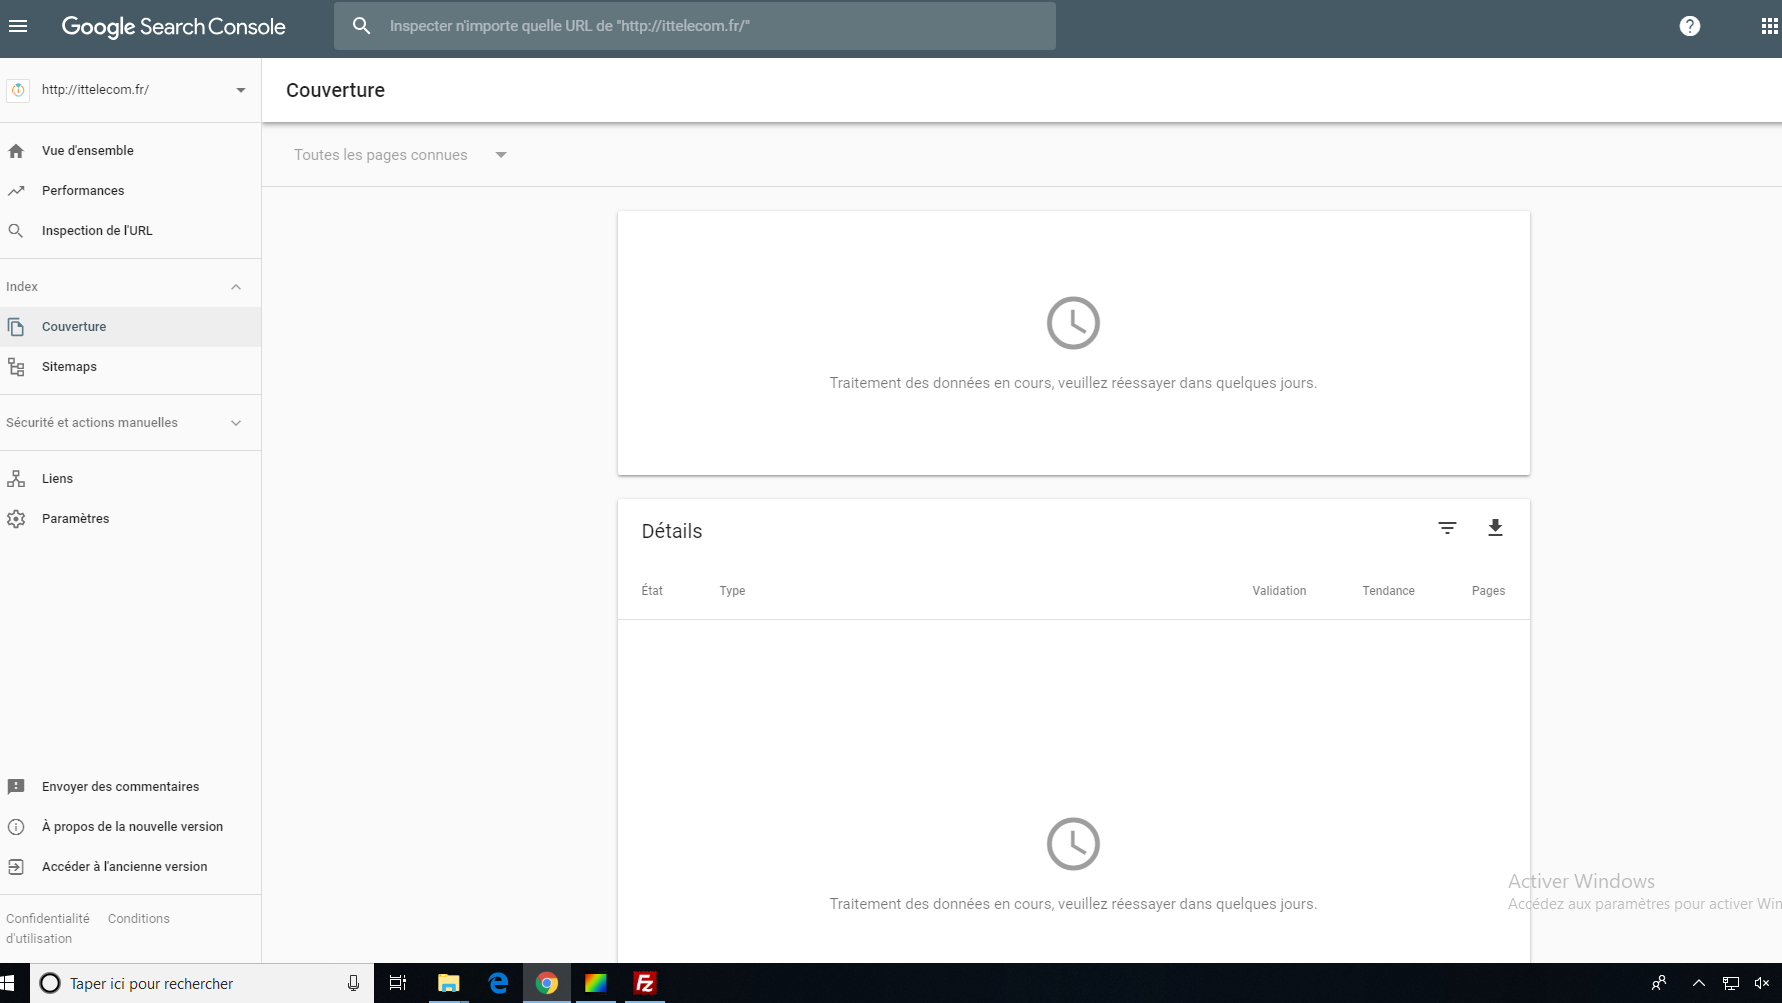 Google Search Console
Inspecter n'importe quelle URL de "http://ittelecom.fr/"
http://ittelecom.fr/
Couverture
Toutes les pages connues
Vue d'ensemble
Performances
Inspection de l'URL
Index
Couverture
Sitemaps
Sécurité et actions manuelles
Liens
Paramètres
Traitement des données en cours, veuillez réessayer dans quelques jours.
Détails
État Type Validation Tendance Pages
Traitement des données en cours, veuillez réessayer dans quelques jours.
Envoyer des commentaires
À propos de la nouvelle version
Accéder à l'ancienne version
Confidentialité Conditions
d'utilisation
Activer Windows
Accédez aux paramètres pour activer Win
Taper ici pour rechercher
Fz